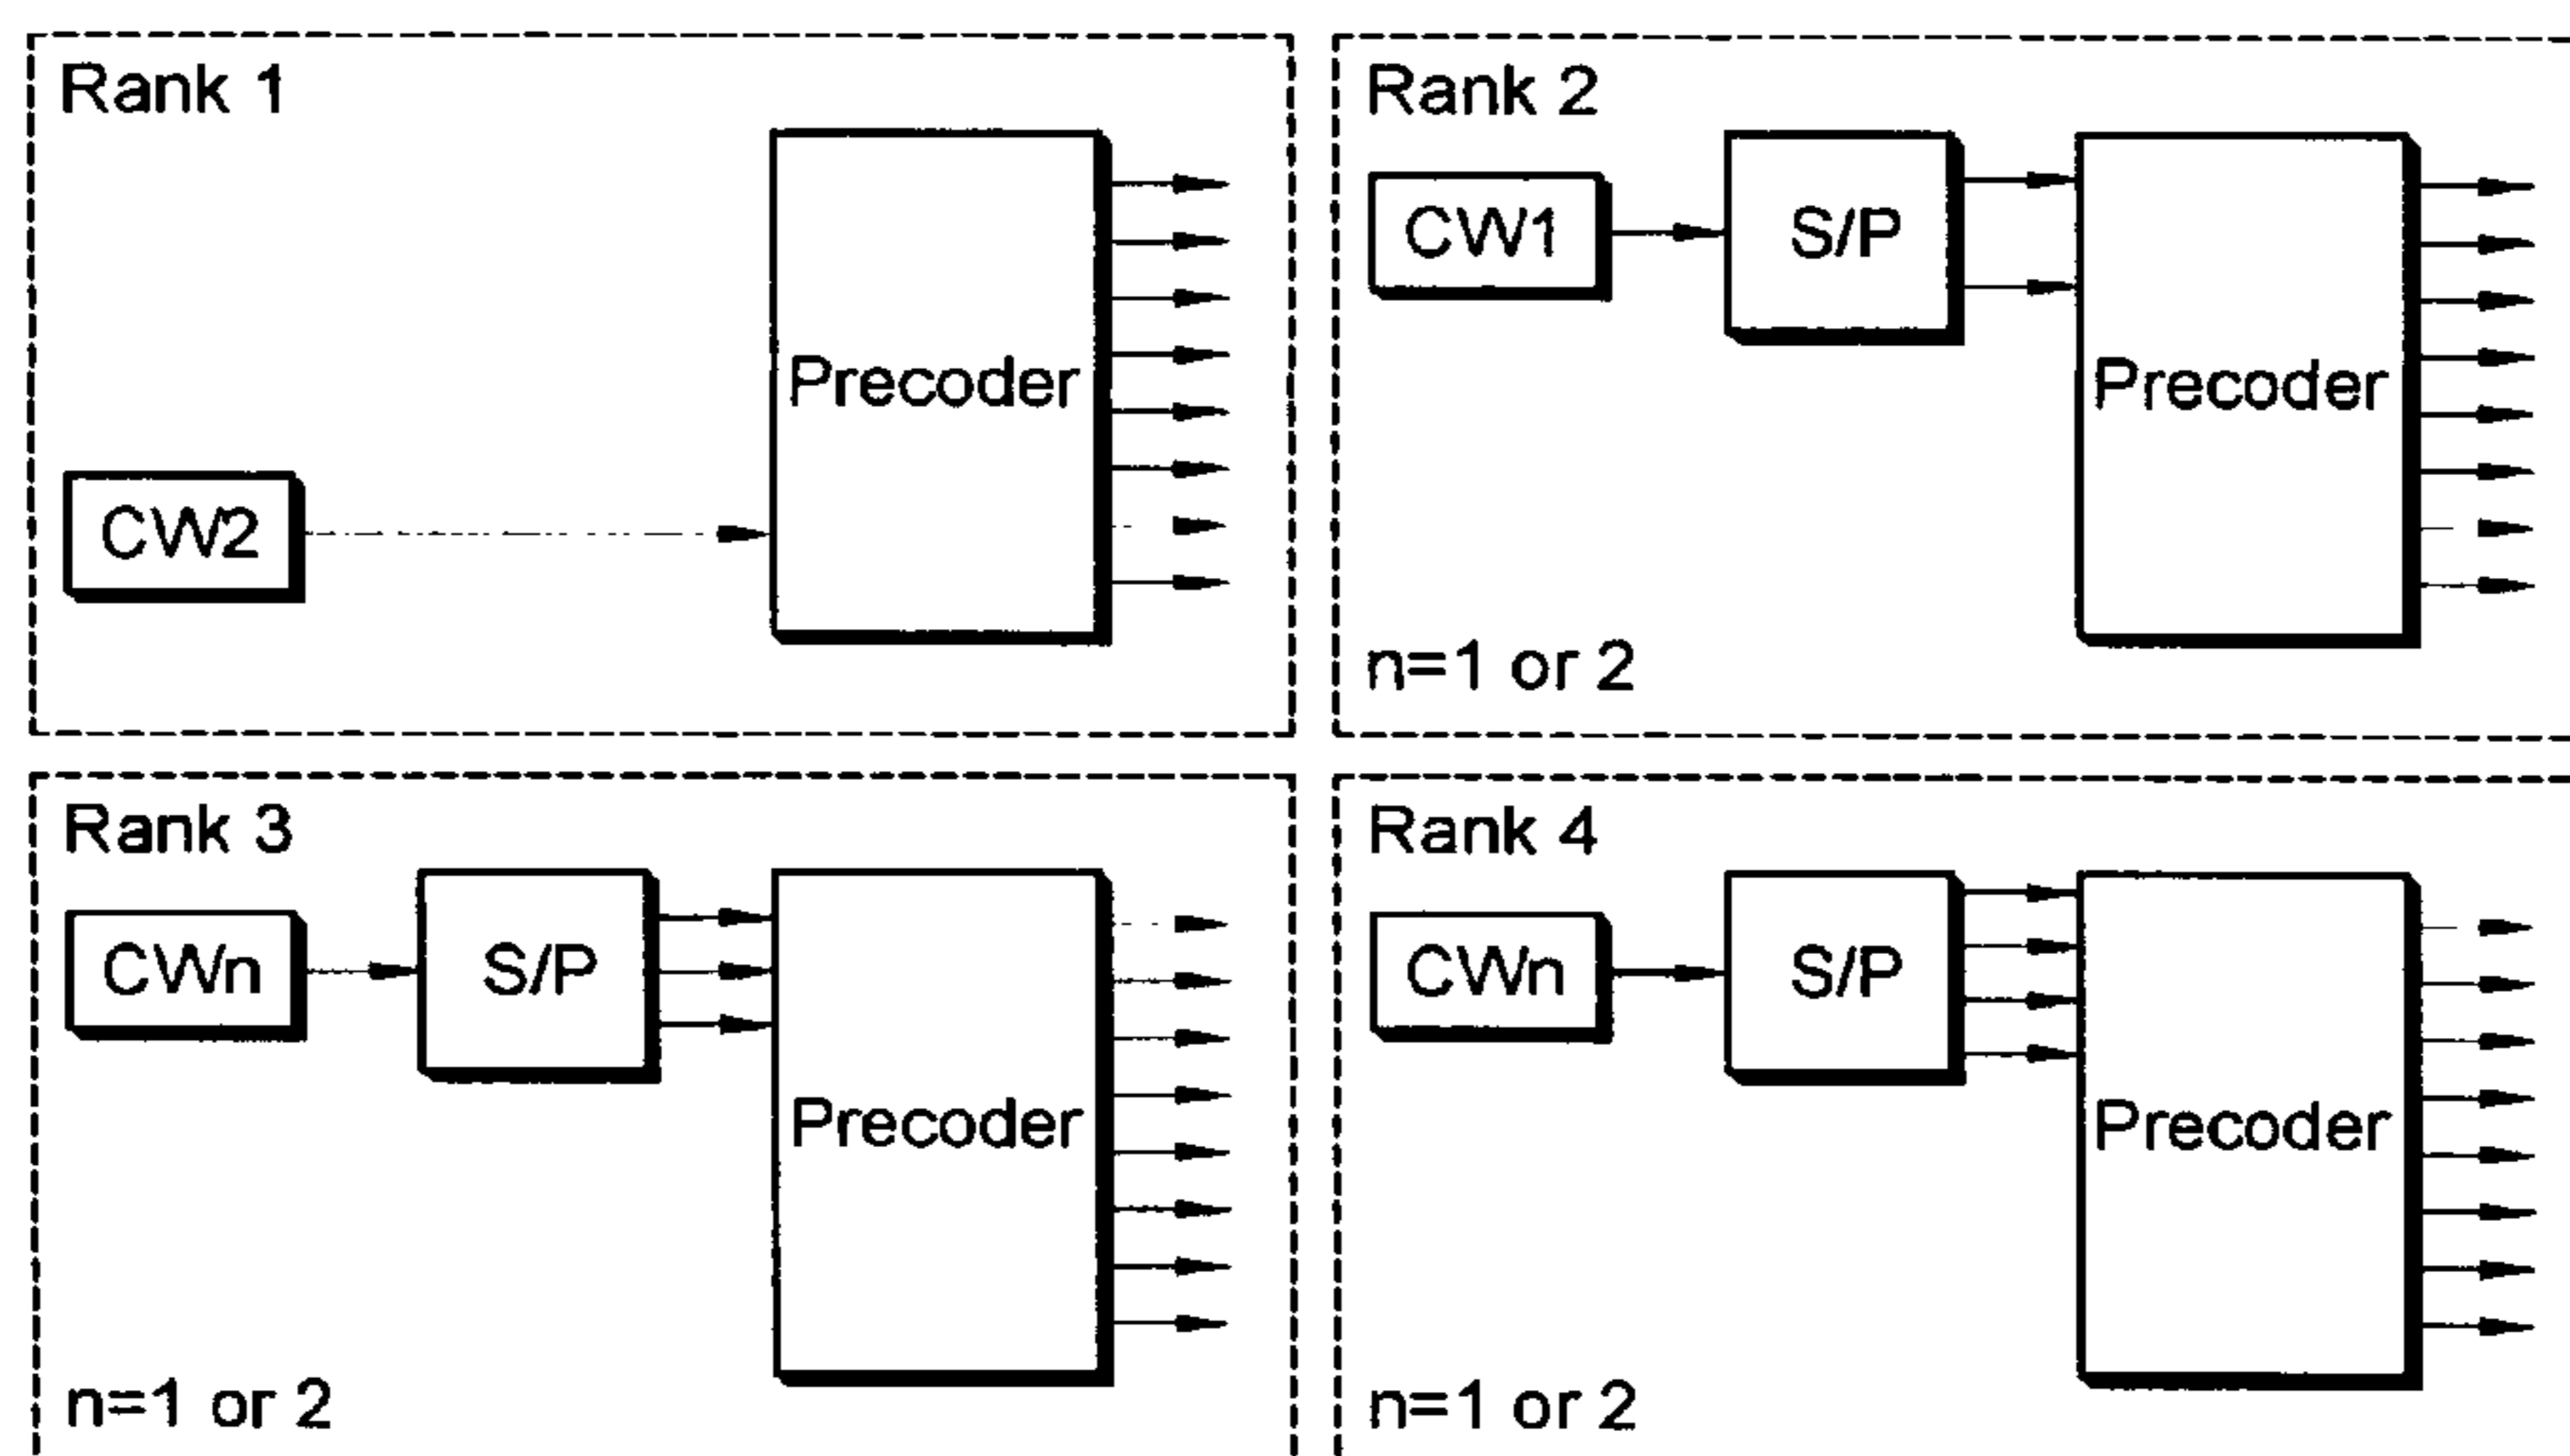 Rank 1
Precoder
CW2
Rank 2
CW1
S/P
Precoder
n=1 or 2
Rank 3
CWn
S/P
Precoder
n=1 or 2
Rank 4
CWn
S/P
Precoder
n=1 or 2